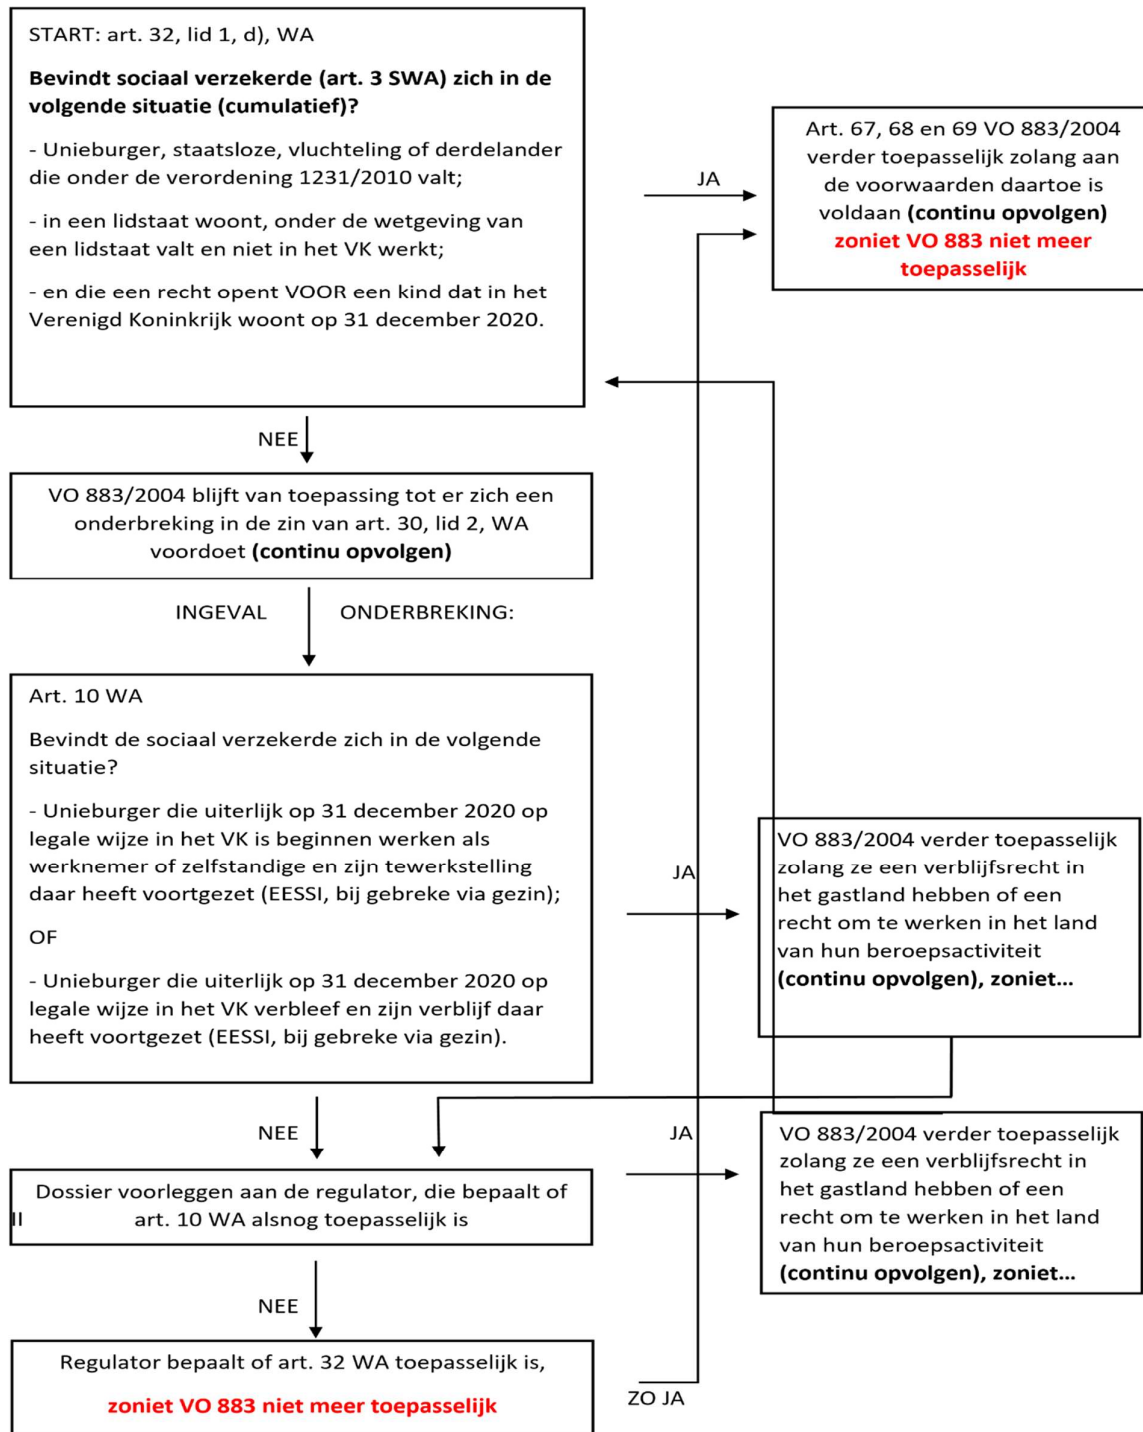 START: art. 32, lid 1, d), WA
Bevindt sociaal verzekerde (art. 3 SWA) zich in de
volgende situatie (cumulatief)?
- Unieburger, staatsloze, vluchteling of derdelander
die onder de verordening 1231/2010 valt;
- in een lidstaat woont, onder de wetgeving van
een lidstaat valt en niet in het VK werkt;
- en die een recht opent VOOR een kind dat in het
Verenigd Koninkrijk woont op 31 december 2020.
JA
Art. 67, 68 en 69 VO 883/2004
verder toepasselijk zolang aan
de voorwaarden daartoe is
voldaan (continu opvolgen)
zoniet VO 883 niet meer
toepasselijk
NEE
VO 883/2004 blijft van toepassing tot er zich een
onderbreking in de zin van art. 30, lid 2, WA
voordoet (continu opvolgen)
INGEVAL ONDERBREKING:
Art. 10 WA
Bevindt de sociaal verzekerde zich in de volgende
situatie?
- Unieburger die uiterlijk op 31 december 2020 op
legale wijze in het VK is beginnen werken als
werknemer of zelfstandige en zijn tewerkstelling
daar heeft voortgezet (EESSI, bij gebreke via gezin);
OF
- Unieburger die uiterlijk op 31 december 2020 op
legale wijze in het VK verbleef en zijn verblijf daar
heeft voortgezet (EESSI, bij gebreke via gezin).
JA
VO 883/2004 verder toepasselijk
zolang ze een verblijfsrecht in
het gastland hebben of een
recht om te werken in het land
van hun beroepsactiviteit
(continu opvolgen), zoniet...
NEE
Dossier voorleggen aan de regulator, die bepaalt of
II art. 10 WA alsnog toepasselijk is
JA
VO 883/2004 verder toepasselijk
zolang ze een verblijfsrecht in
het gastland hebben of een
recht om te werken in het land
van hun beroepsactiviteit
(continu opvolgen), zoniet...
NEE
Regulator bepaalt of art. 32 WA toepasselijk is,
zoniet VO 883 niet meer toepasselijk
ZO JA